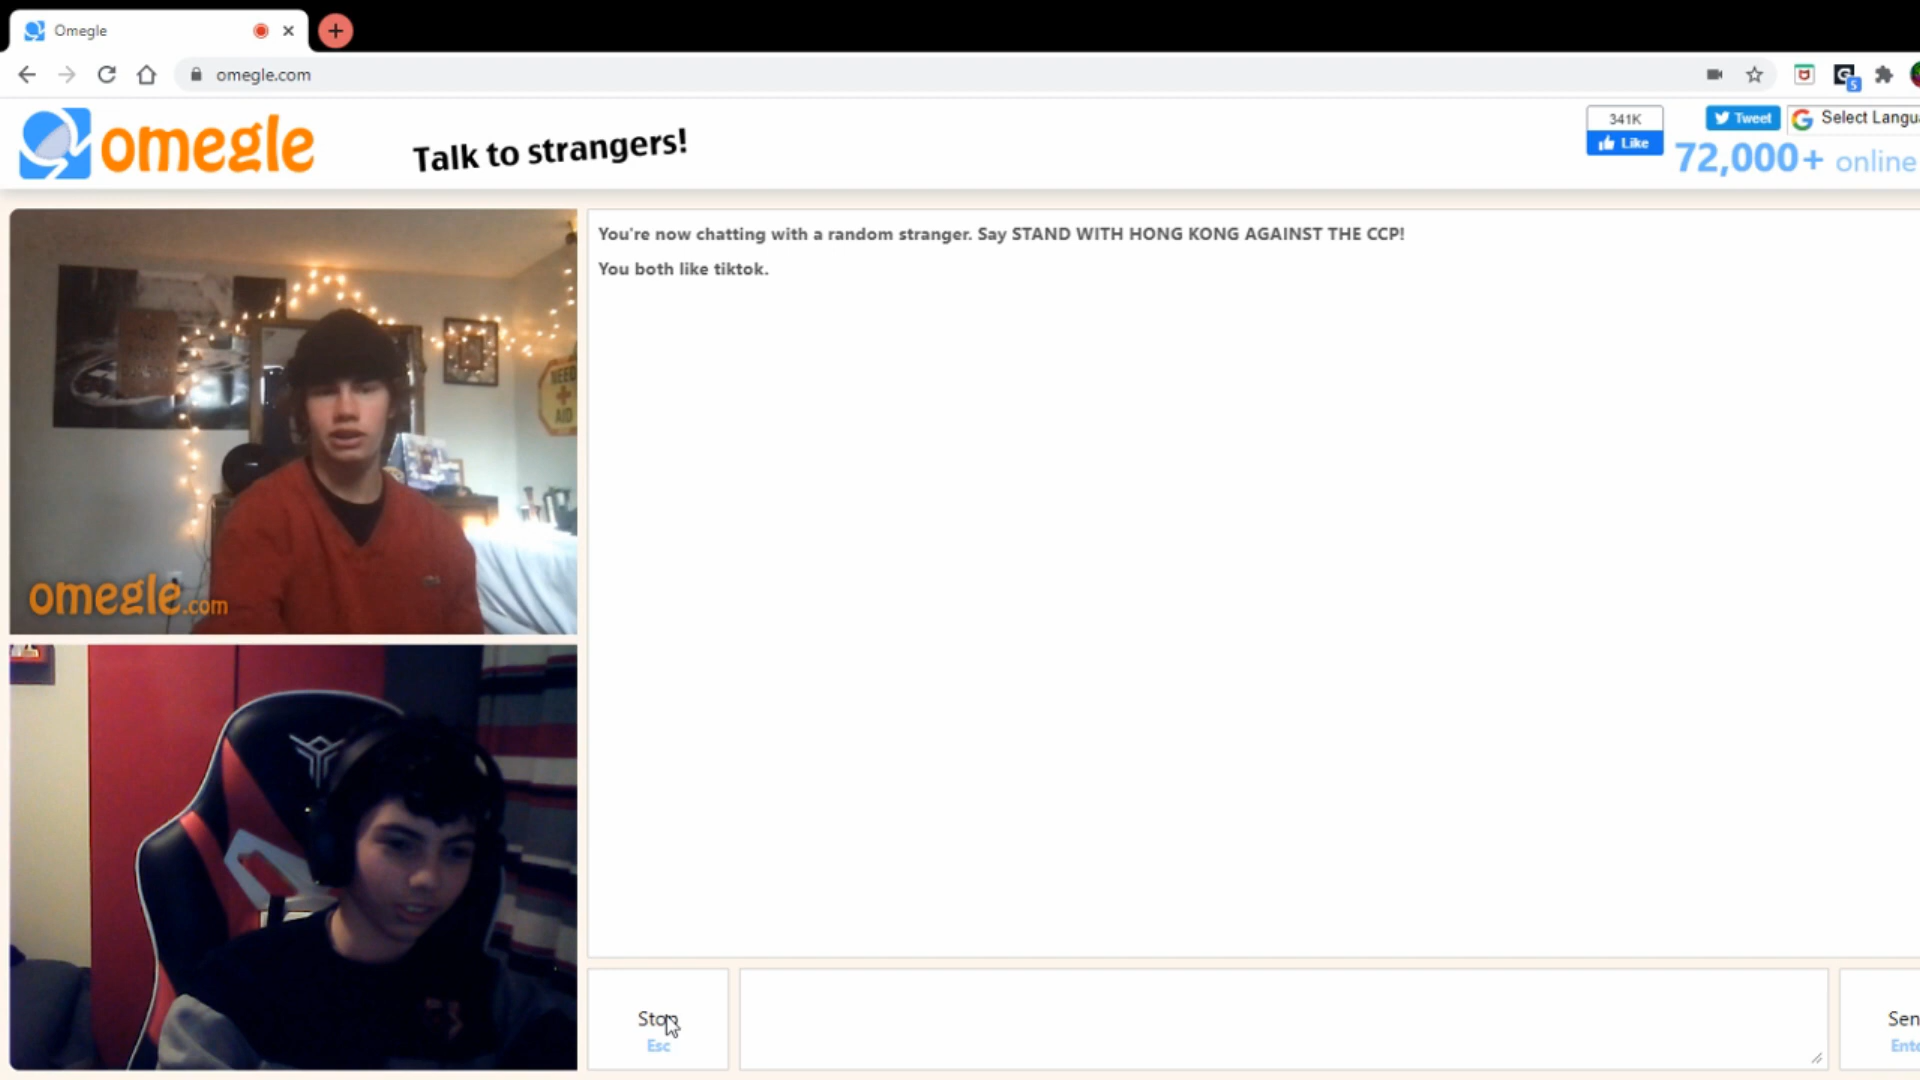 Omegle
omegle.com
omegle
Talk to strangers!
341K
Like
Tweet
Select Langu
72,000+ online
You're now chatting with a random stranger. Say STAND WITH HONG KONG AGAINST THE CCP!
You both like tiktok.
NEED
AID
omegle.com
Stop
Esc
Sen
Ente